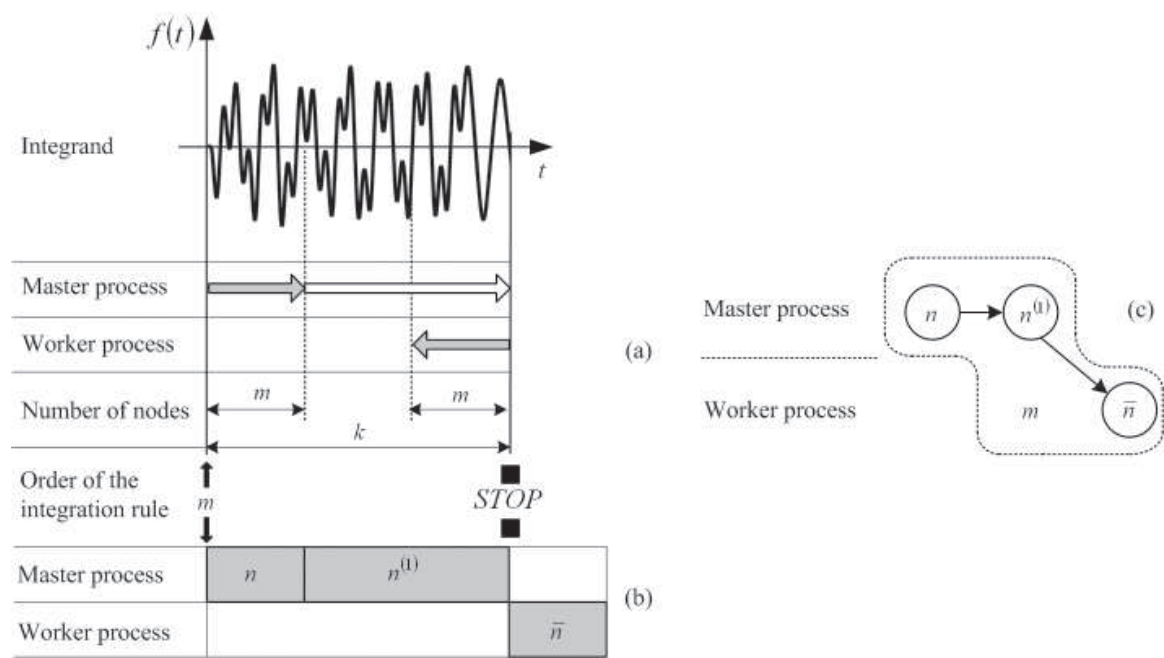 f(t)
Integrand
t
Master process
Worker process
(a)
Number of nodes
m
m
k
Order of the
integration rule
m
STOP
Master process
n
n⁽¹⁾
(b)
Worker process
n̄
Master process
n
n⁽¹⁾
(c)
Worker process
m
n̄